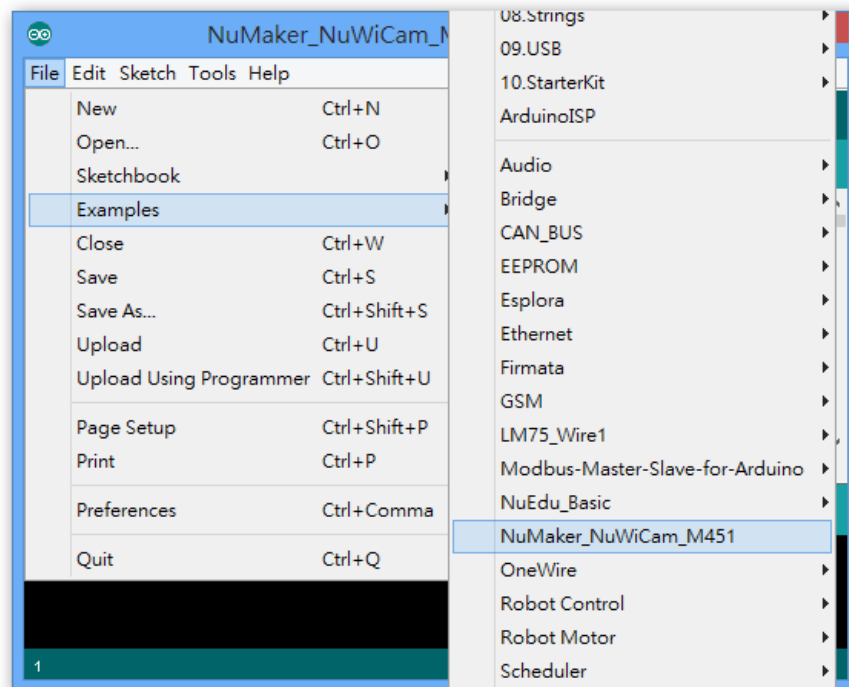 NuMaker_NuWiCam_
File Edit Sketch Tools Help
New Ctrl+N
Open... Ctrl+O
Sketchbook
Examples
Close Ctrl+W
Save Ctrl+S
Save As... Ctrl+Shift+S
Upload Ctrl+U
Upload Using Programmer Ctrl+Shift+U
Page Setup Ctrl+Shift+P
Print Ctrl+P
Preferences Ctrl+Comma
Quit Ctrl+Q
1
08.Strings
09.USB
10.StarterKit
ArduinoISP
Audio
Bridge
CAN_BUS
EEPROM
Esplora
Ethernet
Firmata
GSM
LM75_Wire1
Modbus-Master-Slave-for-Arduino
NuEdu_Basic
NuMaker_NuWiCam_M451
OneWire
Robot Control
Robot Motor
Scheduler